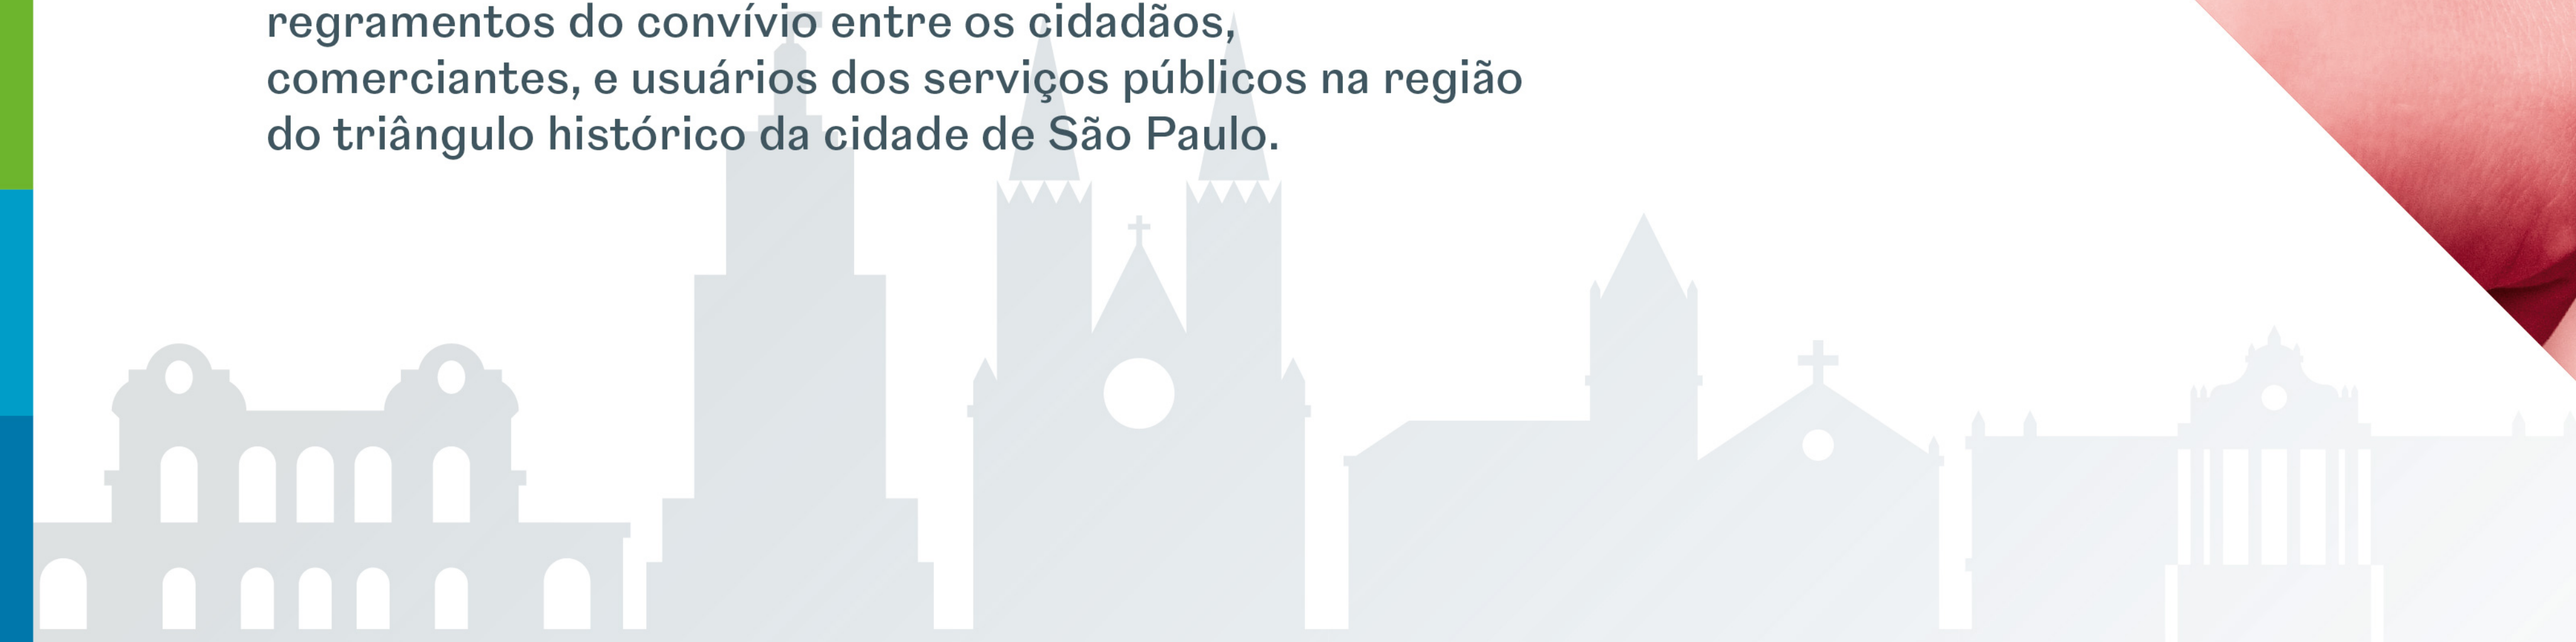 regramentos do convívio entre os cidadãos,
comerciantes, e usuários dos serviços públicos na região
do triângulo histórico da cidade de São Paulo.